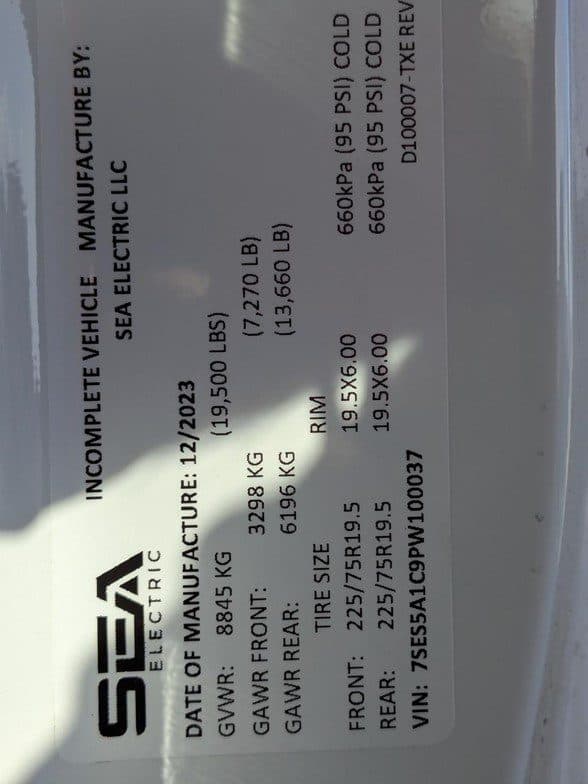 SEA
ELECTRIC
INCOMPLETE VEHICLE MANUFACTURE BY:
SEA ELECTRIC LLC
DATE OF MANUFACTURE: 12/2023
GVWR: 8845 KG (19,500 LBS)
GAWR FRONT: 3298 KG (7,270 LB)
GAWR REAR: 6196 KG (13,660 LB)
TIRE SIZE RIM
FRONT: 225/75R19.5 19.5X6.00 660kPa (95 PSI) COLD
REAR: 225/75R19.5 19.5X6.00 660kPa (95 PSI) COLD
VIN: 7SES5A1C9PW100037 D100007-TXE REV